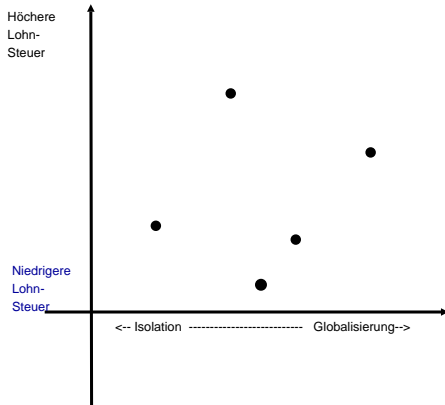 Höchere
Lohn-
Steuer
Niedrigere
Lohn-
Steuer
<-- Isolation --------------------------- Globalisierung-->